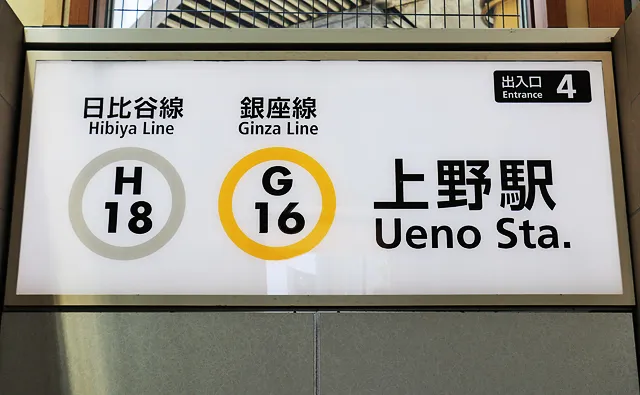 日比谷線
Hibiya Line
H
18
銀座線
Ginza Line
G
16
出入口
Entrance
4
上野駅
Ueno Sta.